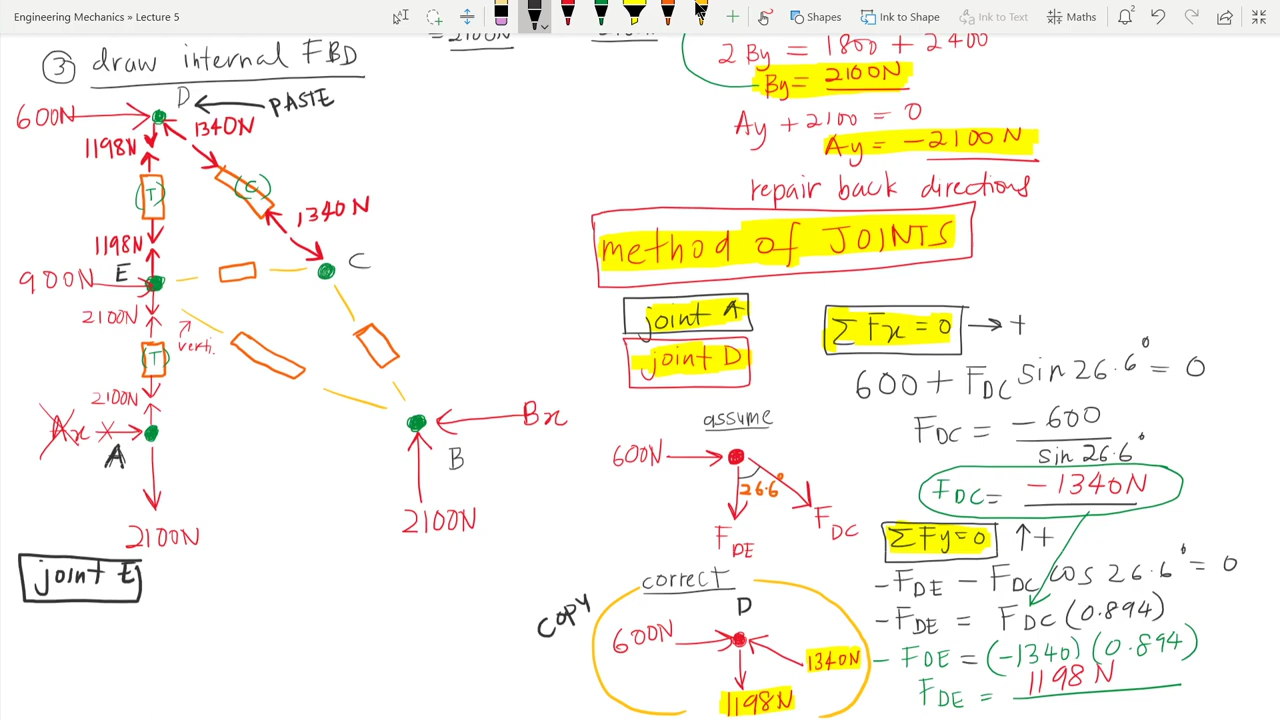 Engineering Mechanics » Lecture 5
Shapes
Ink to Shape
Ink to Text
Maths
③ draw internal FBD
D
PASTE
600N
1340N
1198N
(T)
(C)
1340N
1198N
E
C
900N
2100N
verti.
(T)
2100N
Ax
A
Bx
B
2100N
2100N
joint E
= 2100N
2 By = 1800 + 2400
By = 2100N
Ay + 2100 = 0
Ay = -2100 N
repair back directions
method of JOINTS
joint A
joint D
ΣFx = 0 → +
600 + FDC sin 26.6° = 0
FDC = -600 / sin 26.6°
FDC = -1340N
assume
600N
26.6°
FDE
FDC
ΣFy = 0 ↑ +
-FDE - FDC cos 26.6° = 0
-FDE = FDC (0.894)
-FDE = (-1340)(0.894)
FDE = 1198 N
correct
COPY
D
600N
1340N
1198N